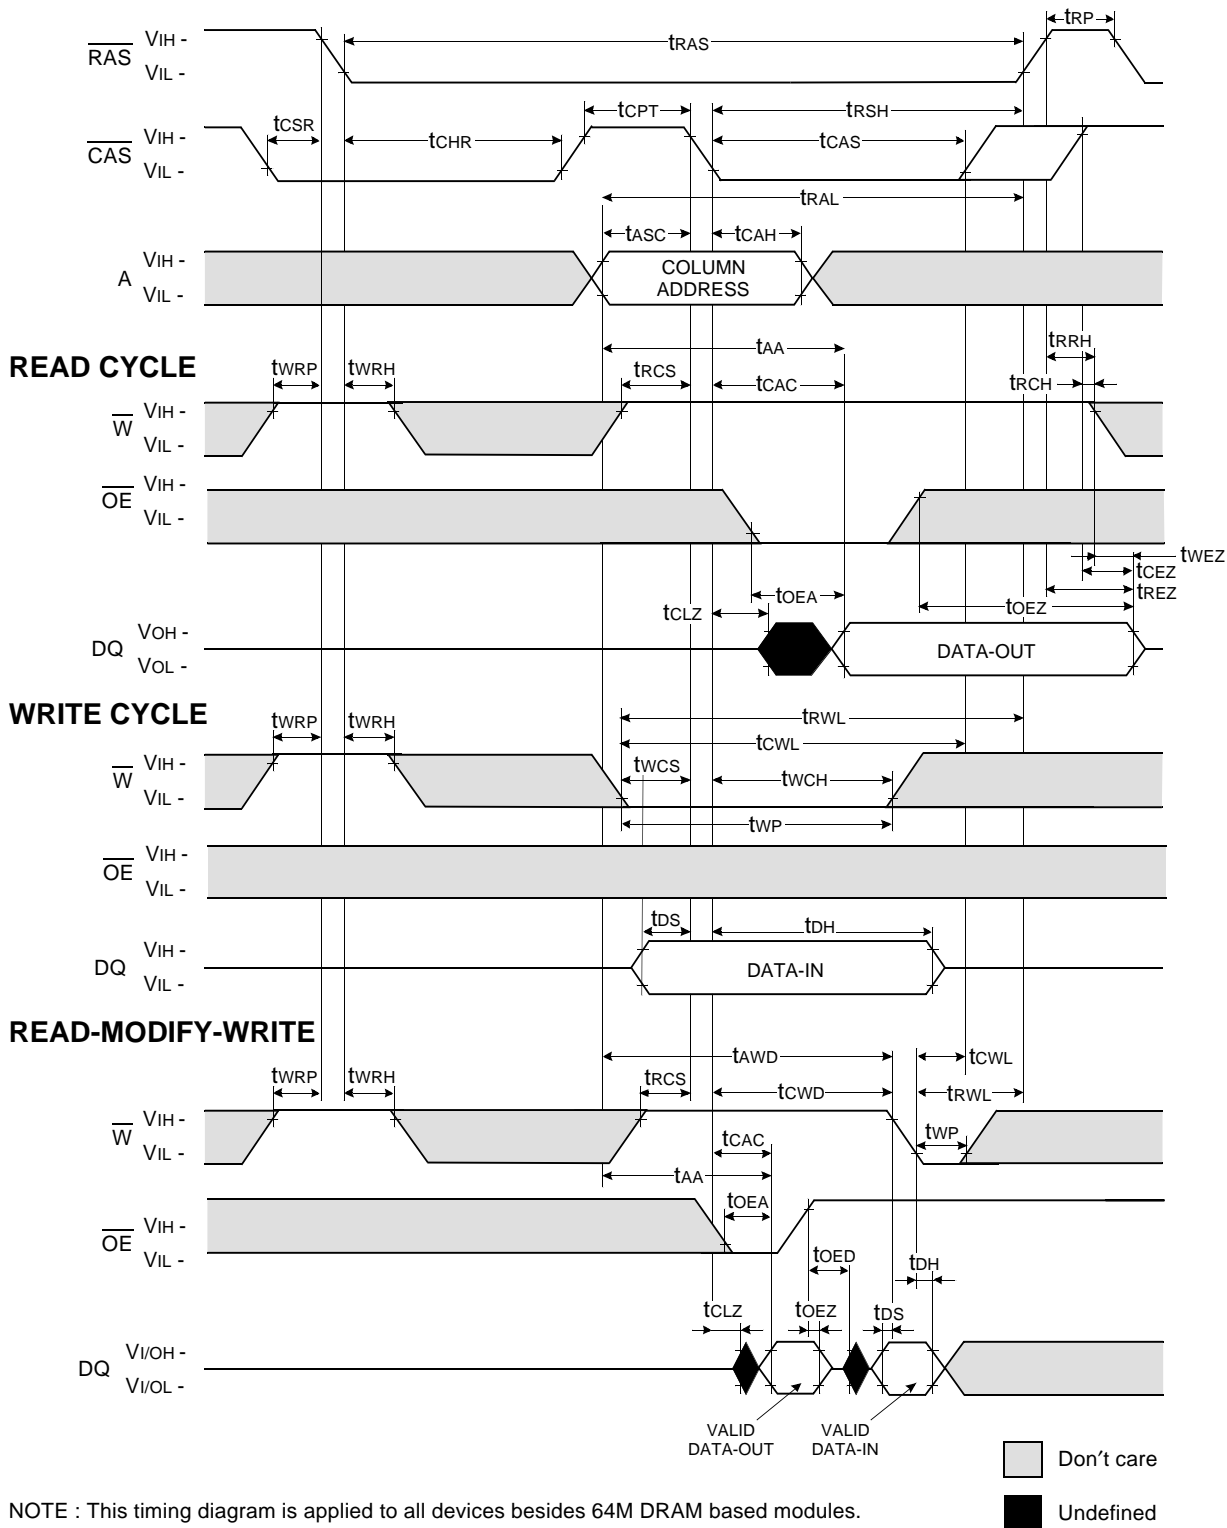 tRP
RAS
VIH -
VIL -
tRAS
tCPT
tRSH
tCSR
tCHR
tCAS
CAS
VIH -
VIL -
tRAL
tASC
tCAH
A
VIH -
VIL -
COLUMN
ADDRESS
READ CYCLE
tAA
tRRH
tWRP
tWRH
tRCS
tCAC
tRCH
W
VIH -
VIL -
OE
VIH -
VIL -
tWEZ
tCEZ
tREZ
tOEA
tOEZ
tCLZ
DQ
VOH -
VOL -
DATA-OUT
WRITE CYCLE
tWRP
tWRH
tRWL
tCWL
W
VIH -
VIL -
tWCS
tWCH
tWP
OE
VIH -
VIL -
tDS
tDH
DQ
VIH -
VIL -
DATA-IN
READ-MODIFY-WRITE
tAWD
tCWL
tWRP
tWRH
tRCS
tCWD
tRWL
W
VIH -
VIL -
tCAC
tWP
tAA
tOEA
OE
VIH -
VIL -
tOED
tDH
tCLZ
tOEZ
tDS
DQ
VI/OH -
VI/OL -
VALID
DATA-OUT
VALID
DATA-IN
Don′t care
NOTE : This timing diagram is applied to all devices besides 64M DRAM based modules.
Undefined